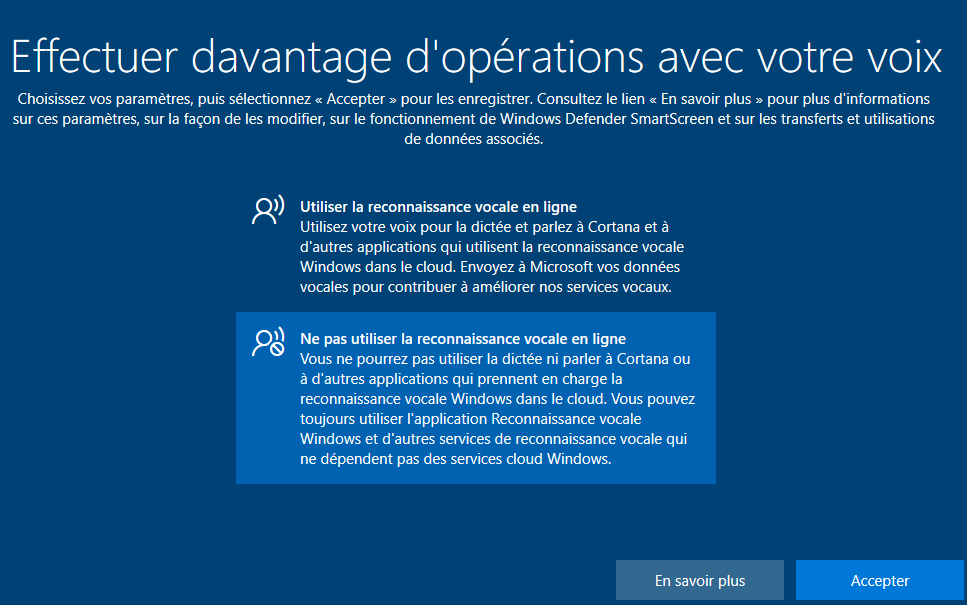 Effectuer davantage d'opérations avec votre voix
Choisissez vos paramètres, puis sélectionnez « Accepter » pour les enregistrer. Consultez le lien « En savoir plus » pour plus d'informations
sur ces paramètres, sur la façon de les modifier, sur le fonctionnement de Windows Defender SmartScreen et sur les transferts et utilisations
de données associés.
Utiliser la reconnaissance vocale en ligne
Utilisez votre voix pour la dictée et parlez à Cortana et à
d'autres applications qui utilisent la reconnaissance vocale
Windows dans le cloud. Envoyez à Microsoft vos données
vocales pour contribuer à améliorer nos services vocaux.
Ne pas utiliser la reconnaissance vocale en ligne
Vous ne pourrez pas utiliser la dictée ni parler à Cortana ou
à d'autres applications qui prennent en charge la
reconnaissance vocale Windows dans le cloud. Vous pouvez
toujours utiliser l'application Reconnaissance vocale
Windows et d'autres services de reconnaissance vocale qui
ne dépendent pas des services cloud Windows.
En savoir plus
Accepter